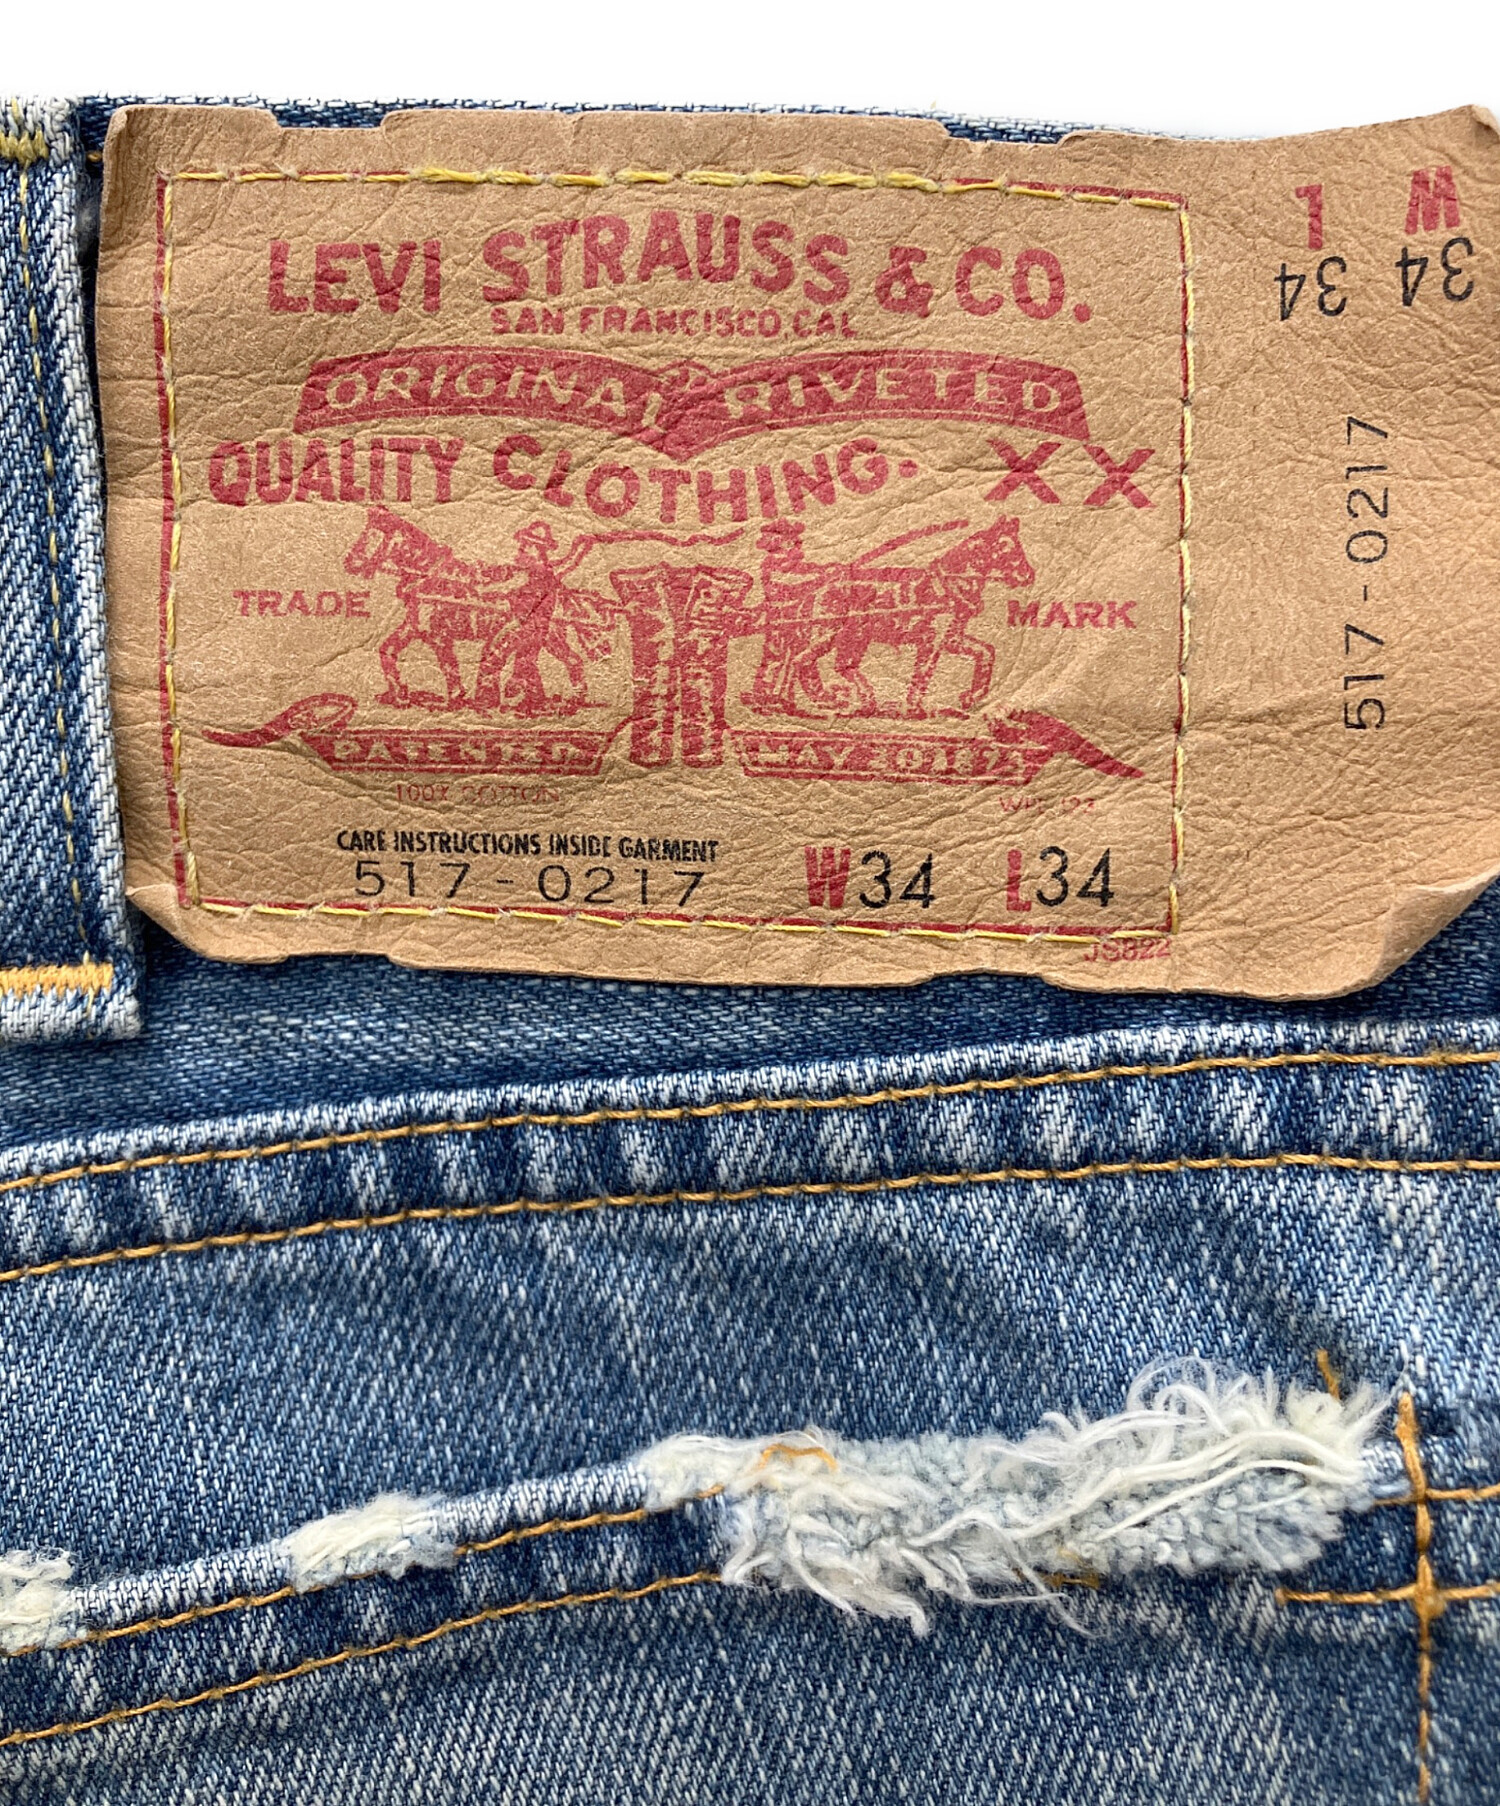 LEVI STRAUSS & CO.
SAN FRANCISCO, CAL
ORIGINAL RIVETED
QUALITY CLOTHING. XX
TRADE MARK
PATENTED MAY 20 1873
100% COTTON
CARE INSTRUCTIONS INSIDE GARMENT
517-0217 W34 L34
JS822
W L
34 34
517-0217